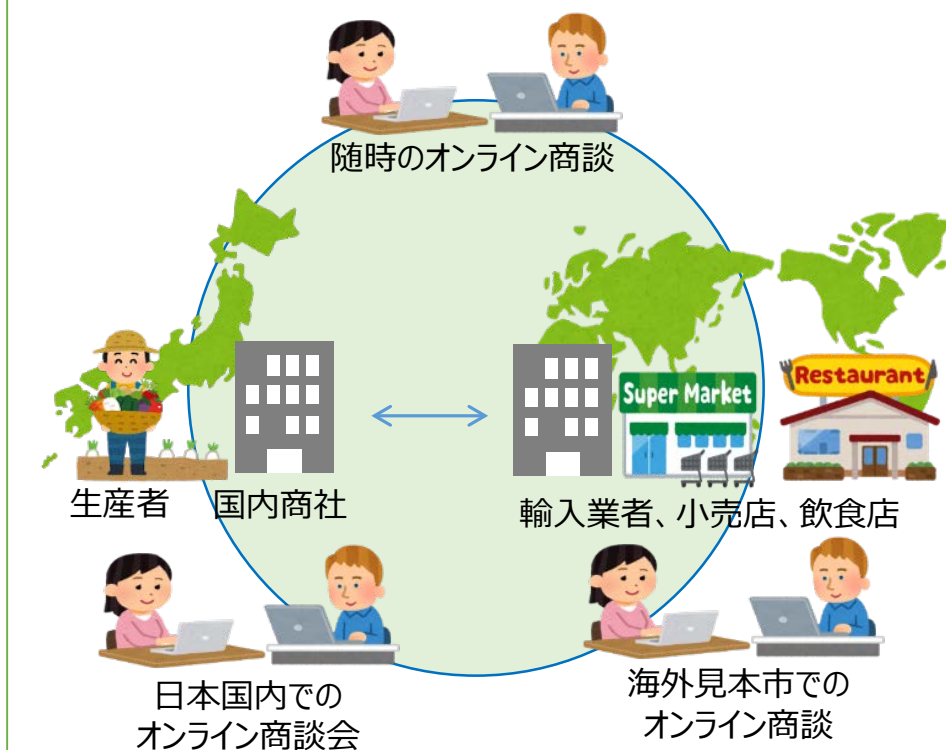 随時のオンライン商談
Super Market
Restaurant
生産者
国内商社
輸入業者、小売店、飲食店
日本国内での
オンライン商談会
海外見本市での
オンライン商談